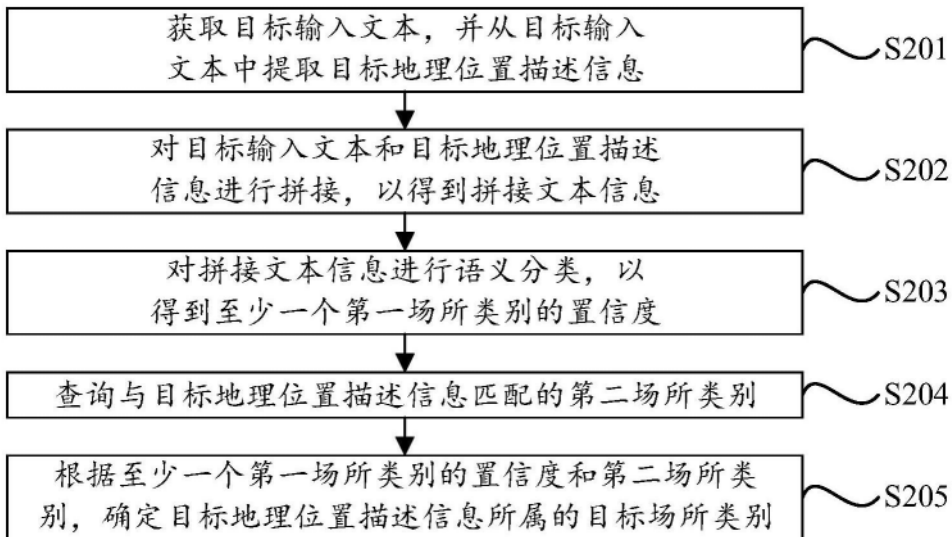 获取目标输入文本，并从目标输入
文本中提取目标地理位置描述信息
S201
对目标输入文本和目标地理位置描述
信息进行拼接，以得到拼接文本信息
S202
对拼接文本信息进行语义分类，以
得到至少一个第一场所类别的置信度
S203
查询与目标地理位置描述信息匹配的第二场所类别
S204
根据至少一个第一场所类别的置信度和第二场所类
别，确定目标地理位置描述信息所属的目标场所类别
S205